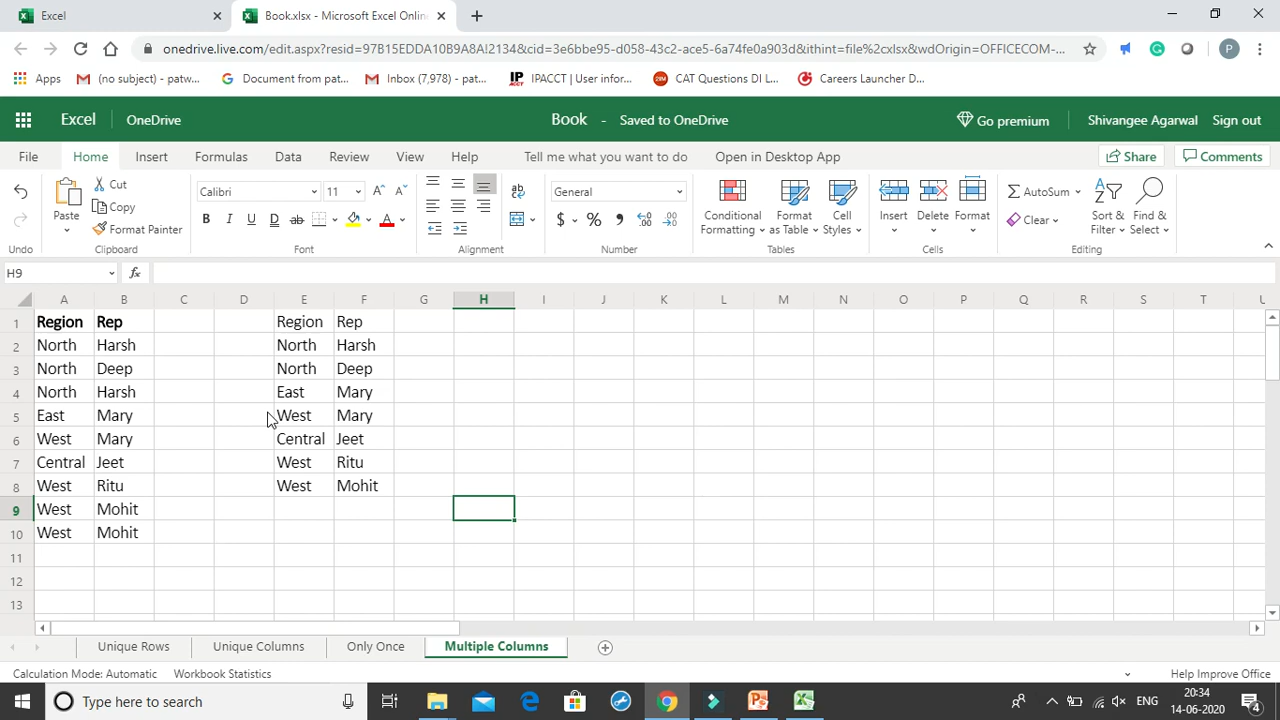 Excel
Book.xlsx - Microsoft Excel Online
onedrive.live.com/edit.aspx?resid=97B15EDDA10B9A8A!2134&cid=3e6bbe95-d058-43c2-ace5-6a74fe0a903d&ithint=file%2cxlsx&wdOrigin=OFFICECOM-...
P
Apps (no subject) - patw... Document from pat... Inbox (7,978) - patw... IPACCT | User info... CAT Questions DI L... Careers Launcher D...
Excel OneDrive Book - Saved to OneDrive Go premium Shivangee Agarwal Sign out
File Home Insert Formulas Data Review View Help Tell me what you want to do Open in Desktop App Share Comments
Paste Cut Copy Format Painter
Calibri 11
B I U D ab A
ab
General
$ % 9
Conditional Formatting Format as Table Cell Styles
Insert Delete Format
AutoSum Clear Sort & Filter Find & Select
Undo Clipboard Font Alignment Number Tables Cells Editing
H9 fx
A B C D E F G H I J K L M N O P Q R S T U
1 Region Rep Region Rep
2 North Harsh North Harsh
3 North Deep North Deep
4 North Harsh East Mary
5 East Mary West Mary
6 West Mary Central Jeet
7 Central Jeet West Ritu
8 West Ritu West Mohit
9 West Mohit
10 West Mohit
11
12
13
Unique Rows Unique Columns Only Once Multiple Columns
Calculation Mode: Automatic Workbook Statistics Help Improve Office
Type here to search ENG 20:34
14-06-2020 4